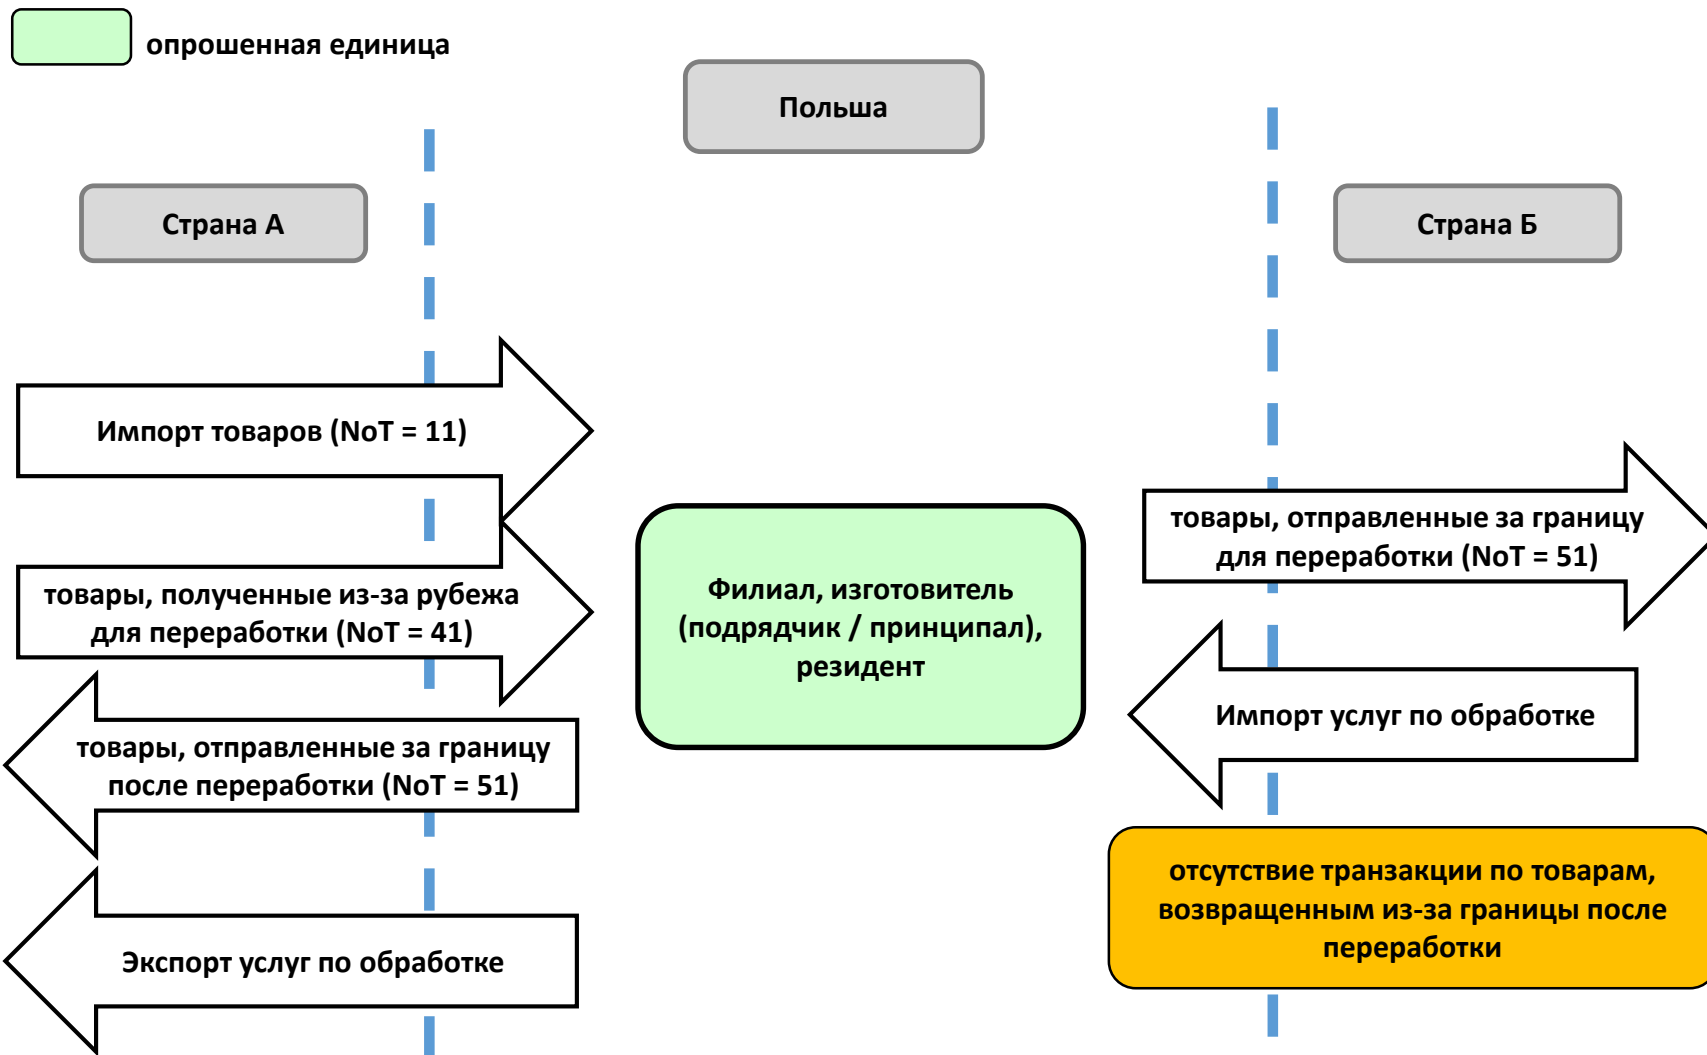 опрошенная единица
Польша
Страна А
Страна Б
Импорт товаров (NoT = 11)
товары, полученные из-за рубежа
для переработки (NoT = 41)
товары, отправленные за границу
после переработки (NoT = 51)
Экспорт услуг по обработке
Филиал, изготовитель
(подрядчик / принципал),
резидент
товары, отправленные за границу
для переработки (NoT = 51)
Импорт услуг по обработке
отсутствие транзакции по товарам,
возвращенным из-за границы после
переработки